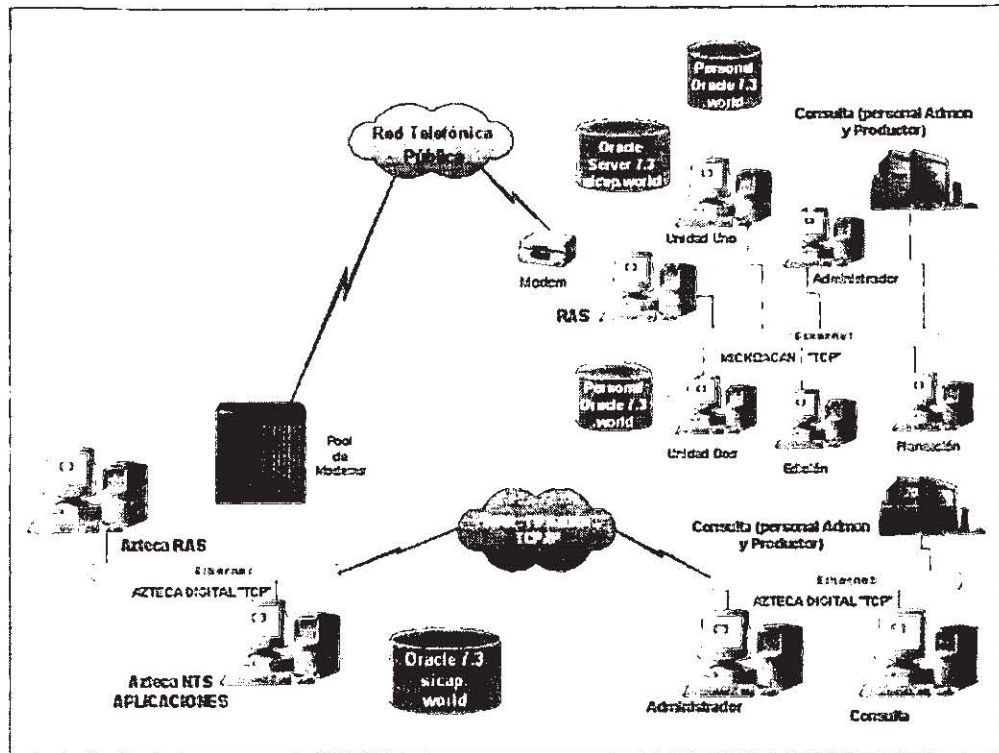 Personal
Oracle 7.3
.world
Consulta (personal Admon
y Productor)
Red Telefónica
Pública
Oracle
Server 7.3
sicap.world
Unidad Uno
Modem
Administrador
RAS
Ethernet
MICHOACAN "TCP"
Personal
Oracle 7.3
.world
Unidad Dos
Edición
Planeación
Pool
de
Modems
Azteca RAS
TCP/IP
Consulta (personal Admon
y Productor)
Ethernet
AZTECA DIGITAL "TCP"
Ethernet
AZTECA DIGITAL "TCP"
Azteca NTS
APLICACIONES
Oracle 7.3
sicap.
world
Administrador
Consulta